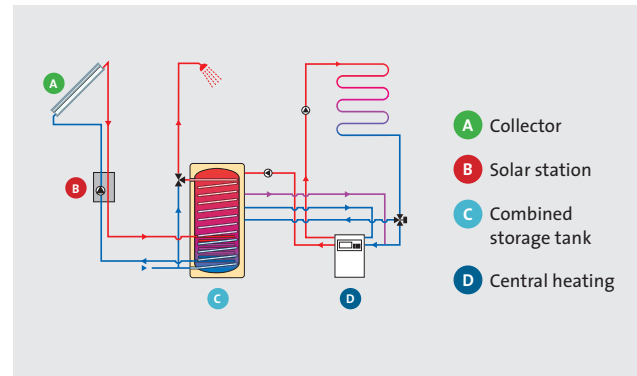 A
B
C
D
A Collector
B Solar station
C Combined
storage tank
D Central heating